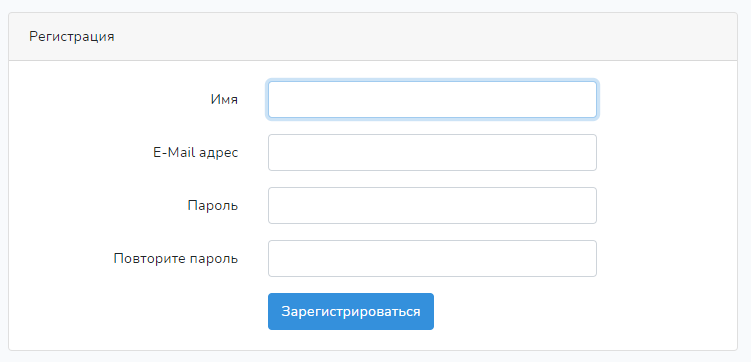 Регистрация
Имя
E-Mail адрес
Пароль
Повторите пароль
Зарегистрироваться